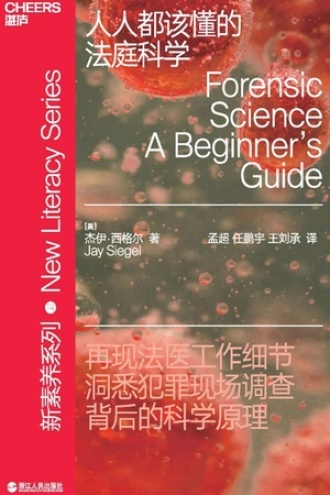 CHEERS
湛庐
人人都该懂的
法庭科学
Forensic
Science
A Beginner's
Guide
[美]
杰伊·西格尔 著
Jay Siegel
孟超 任鹏宇 王刘承 译
新素养系列 New Literacy Series
再现法医工作细节
洞悉犯罪现场调查
背后的科学原理
浙江人民出版社